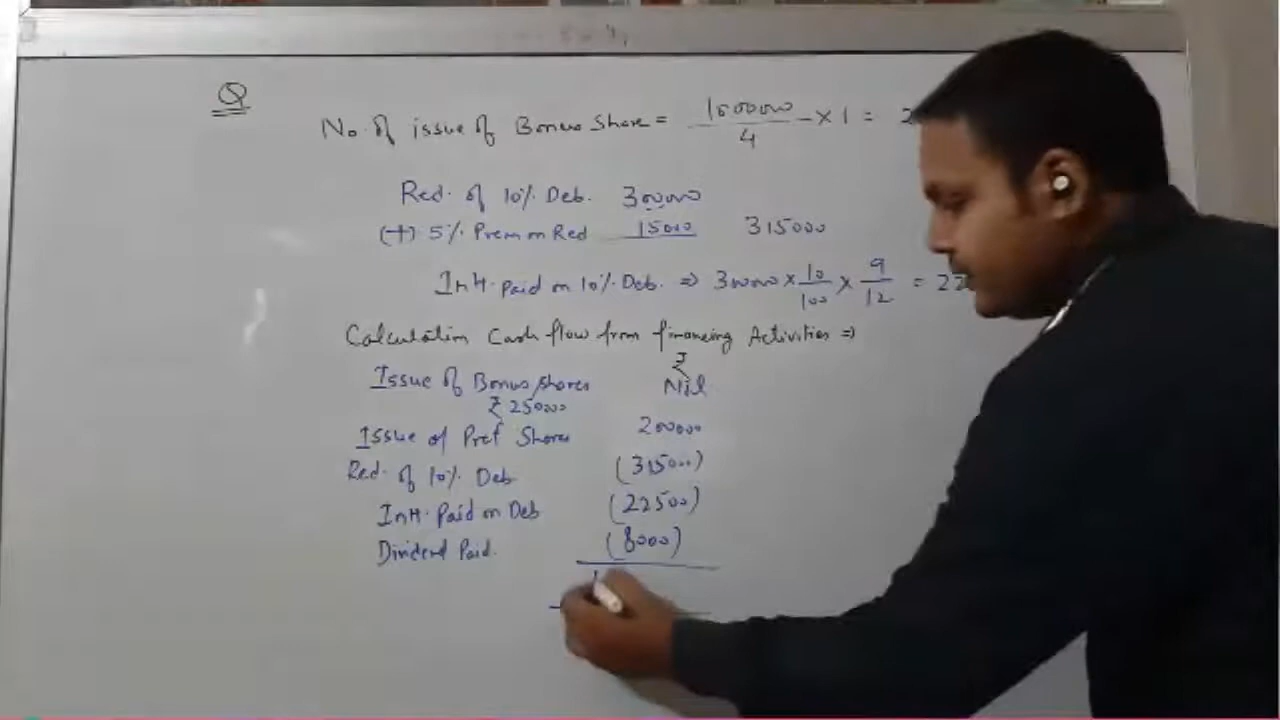 Q
No. of issue of Bonus Share = 1000000/4 × 1 = 2
Red. of 10% Deb. 300000
(+) 5% Prem on Red 15000 315000
Int. Paid on 10% Deb. ⇒ 300000 × 10/100 × 9/12 = 22
Calculation Cash flow from financing Activities ⇒
₹
Issue of Bonus shares Nil
₹ 250000
Issue of Pref Shares 200000
Red. of 10% Deb (315000)
Int. Paid on Deb (22500)
Dividend Paid. (8000)